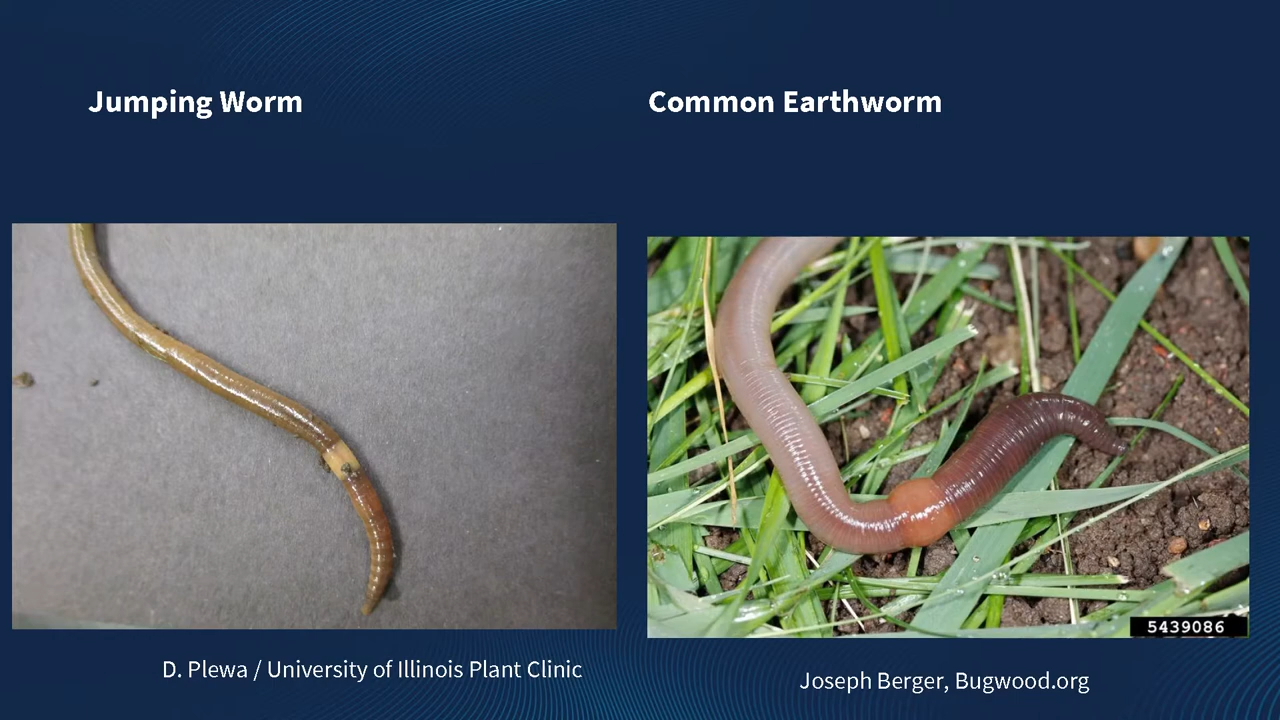 Jumping Worm
Common Earthworm
5439086
D. Plewa / University of Illinois Plant Clinic
Joseph Berger, Bugwood.org